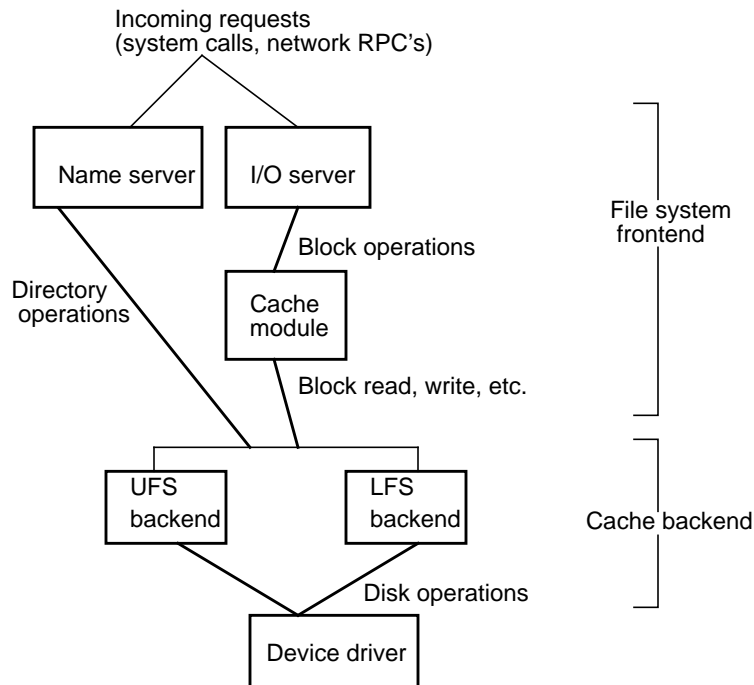 Incoming requests
(system calls, network RPC's)
Name server
I/O server
File system
frontend
Block operations
Directory
operations
Cache
module
Block read, write, etc.
UFS
backend
LFS
backend
Cache backend
Disk operations
Device driver